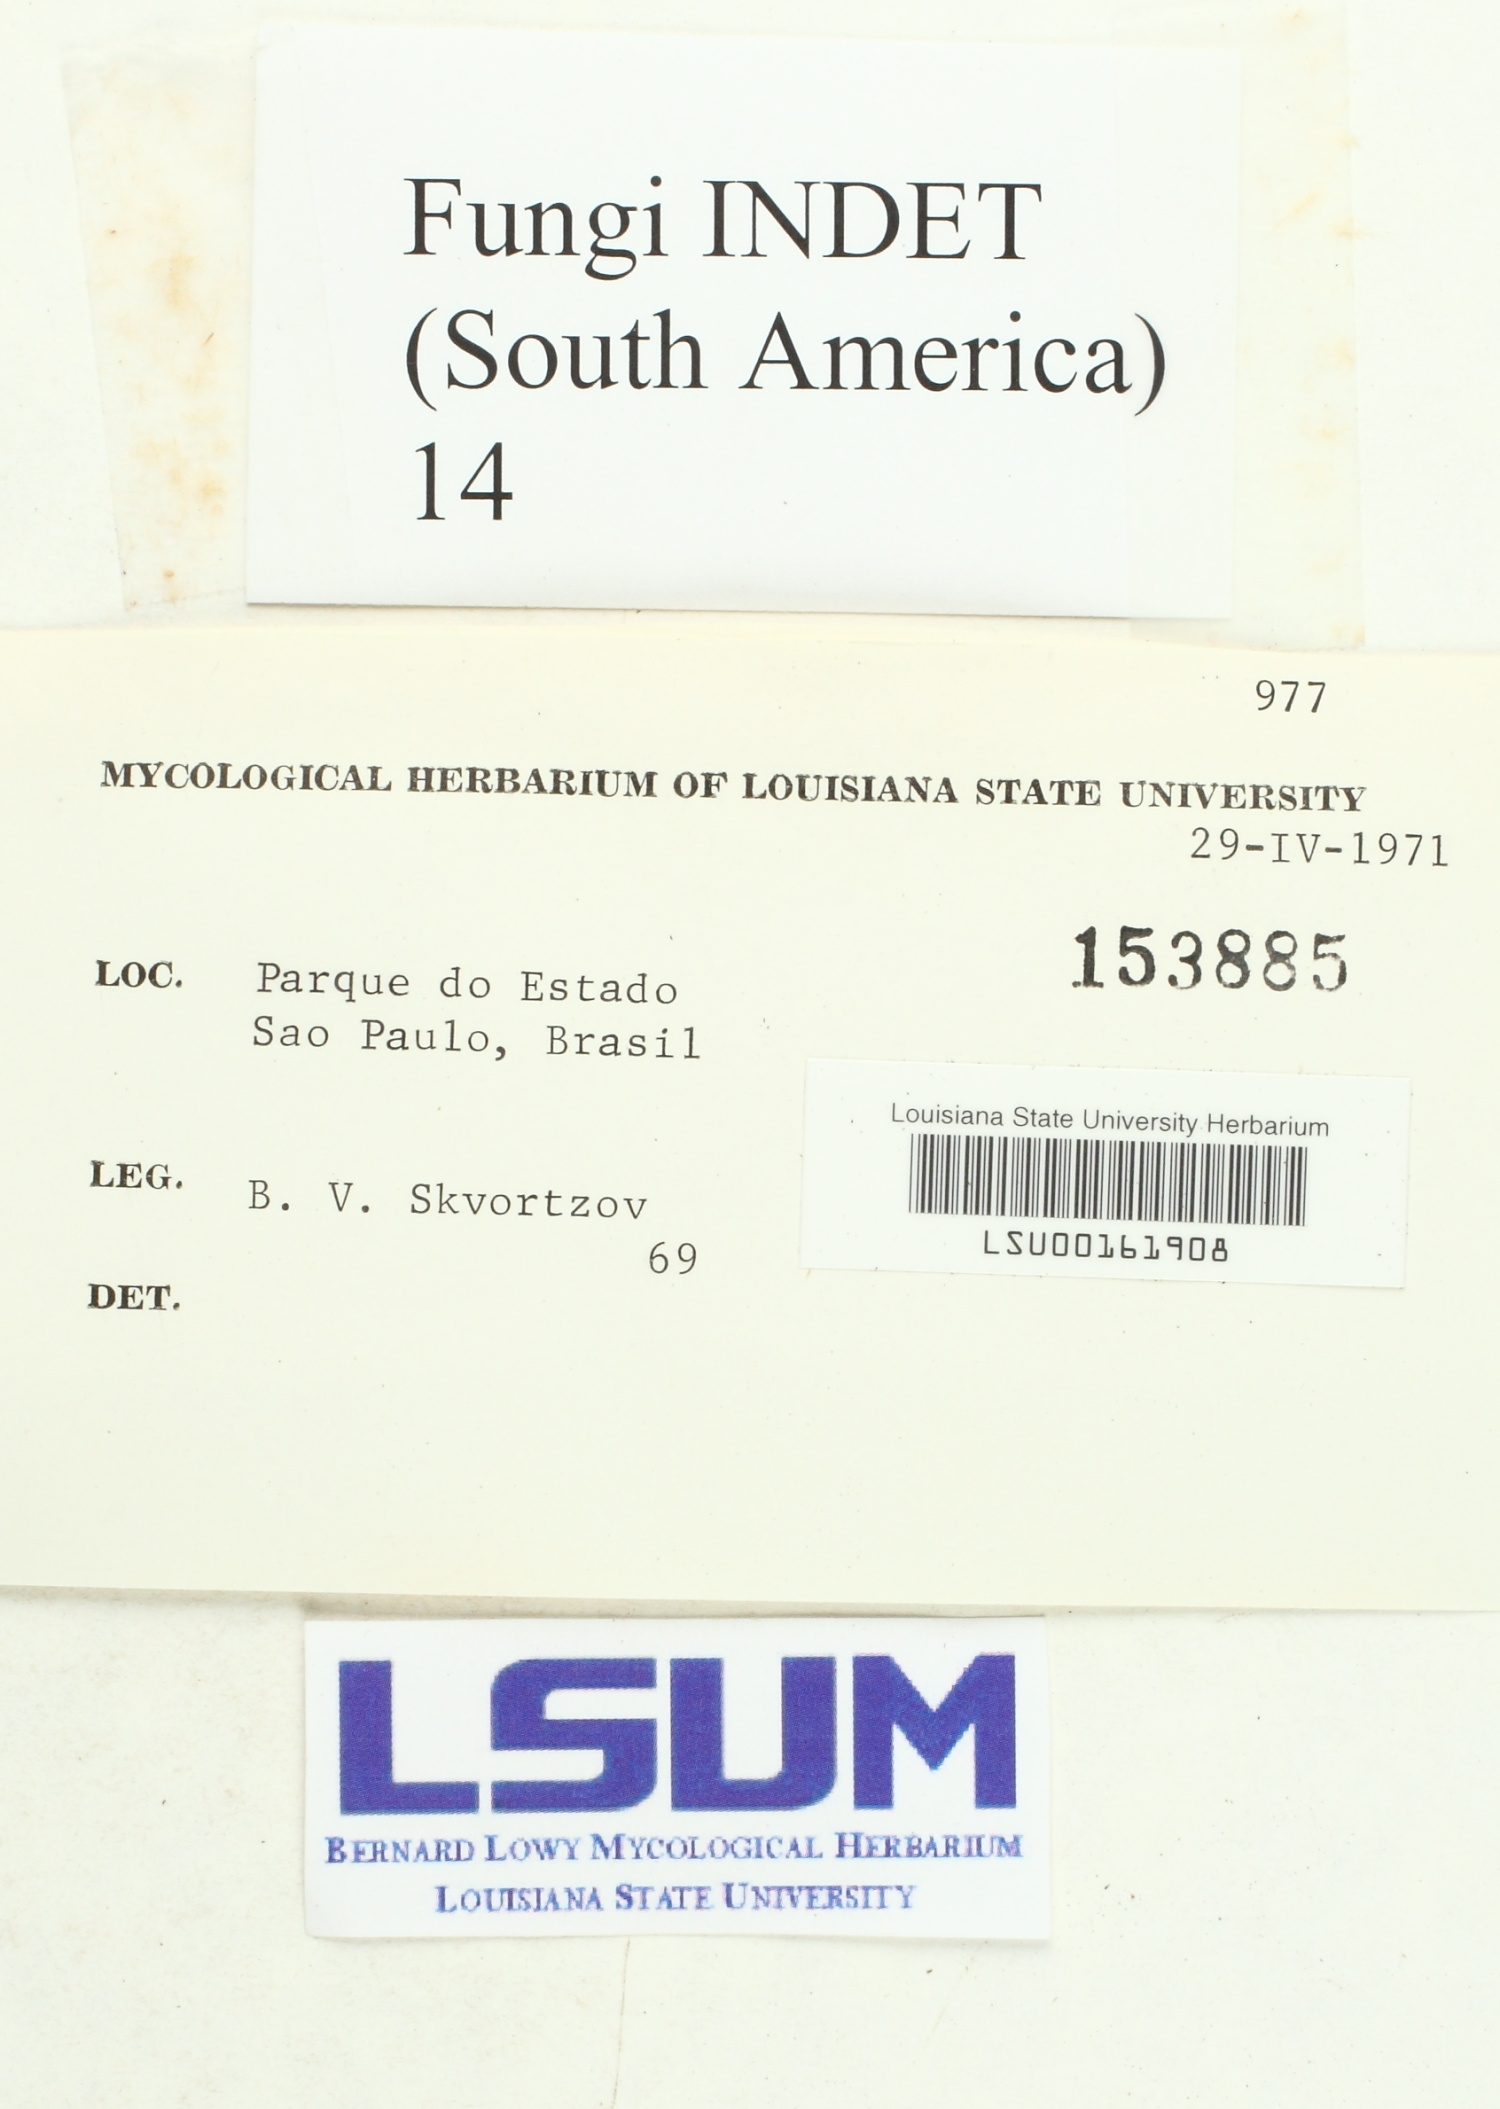 Fungi INDET
(South America)
14
977
MYCOLOGICAL HERBARIUM OF LOUISIANA STATE UNIVERSITY
29-IV-1971
153885
LOC. Parque do Estado
Sao Paulo, Brasil
Louisiana State University Herbarium
LSU00161908
LEG. B. V. Skvortzov
69
DET.
LSUM
BERNARD LOWY MYCOLOGICAL HERBARIUM
LOUISIANA STATE UNIVERSITY